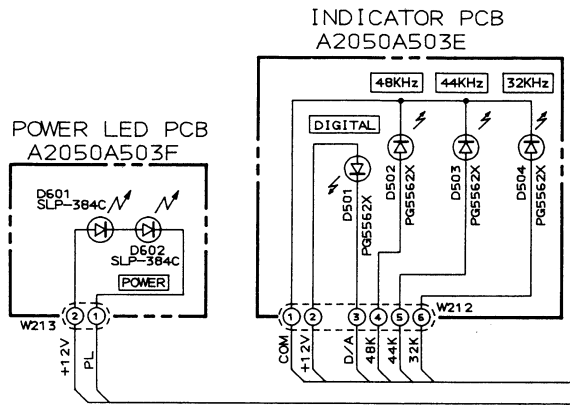 INDICATOR PCB
A2050A503E
48KHz 44KHz 32KHz
DIGITAL
POWER LED PCB
A2050A503F
D601
SLP-384C
D602
SLP-384C
POWER
D501
PG5562X
D502
PG5562X
D503
PG5562X
D504
PG5562X
W213
2 1
+12V
PL
W212
1 2 3 4 5 6
COM
+12V
D/A
48K
44K
32K